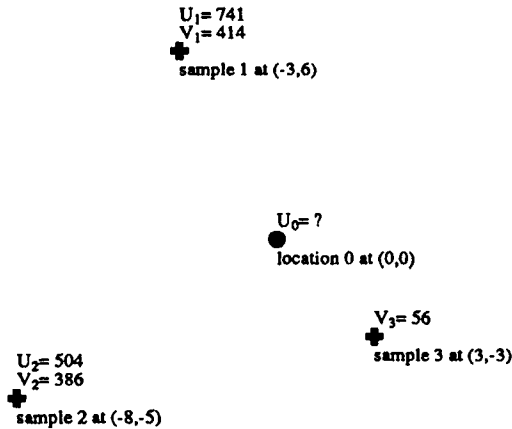 U₁= 741
V₁= 414
sample 1 at (-3,6)
U₀= ?
location 0 at (0,0)
V₃= 56
sample 3 at (3,-3)
U₂= 504
V₂= 386
sample 2 at (-8,-5)